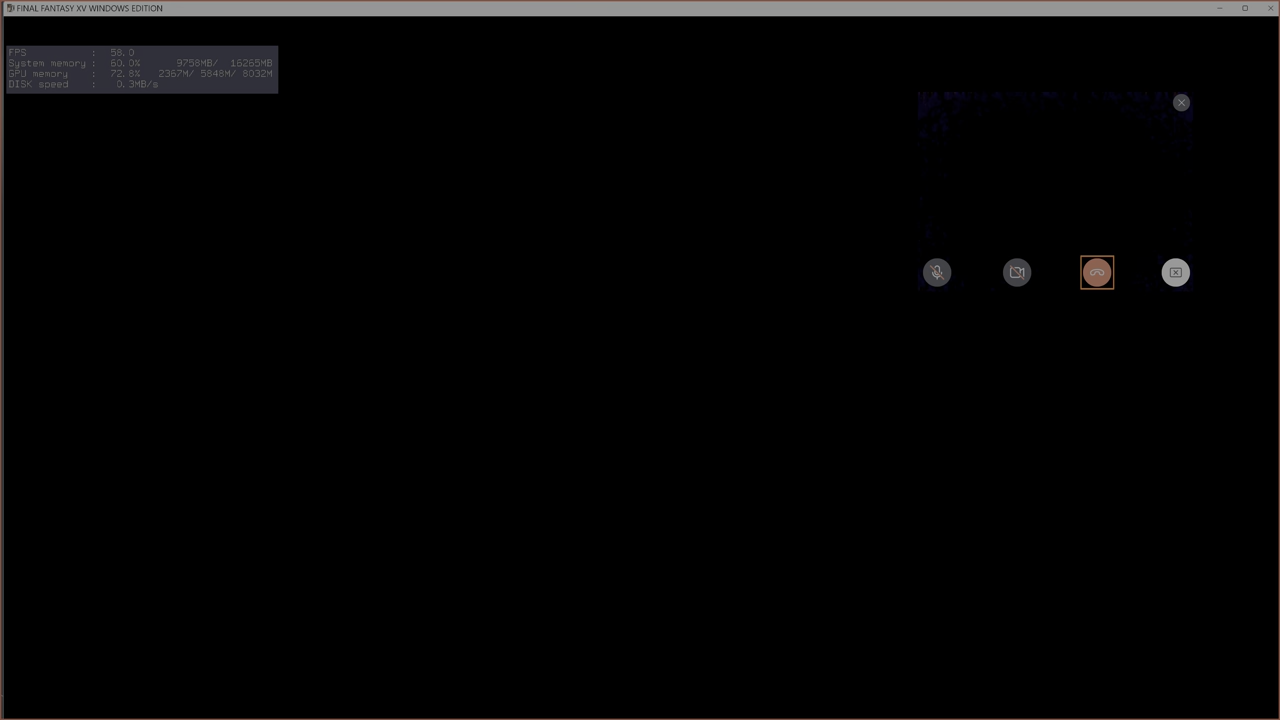 FINAL FANTASY XV WINDOWS EDITION
FPS : 58.0
System memory : 60.0% 9758MB/ 16265MB
GPU memory : 72.8% 2367M/ 5848M/ 8032M
DISK speed : 0.3MB/s